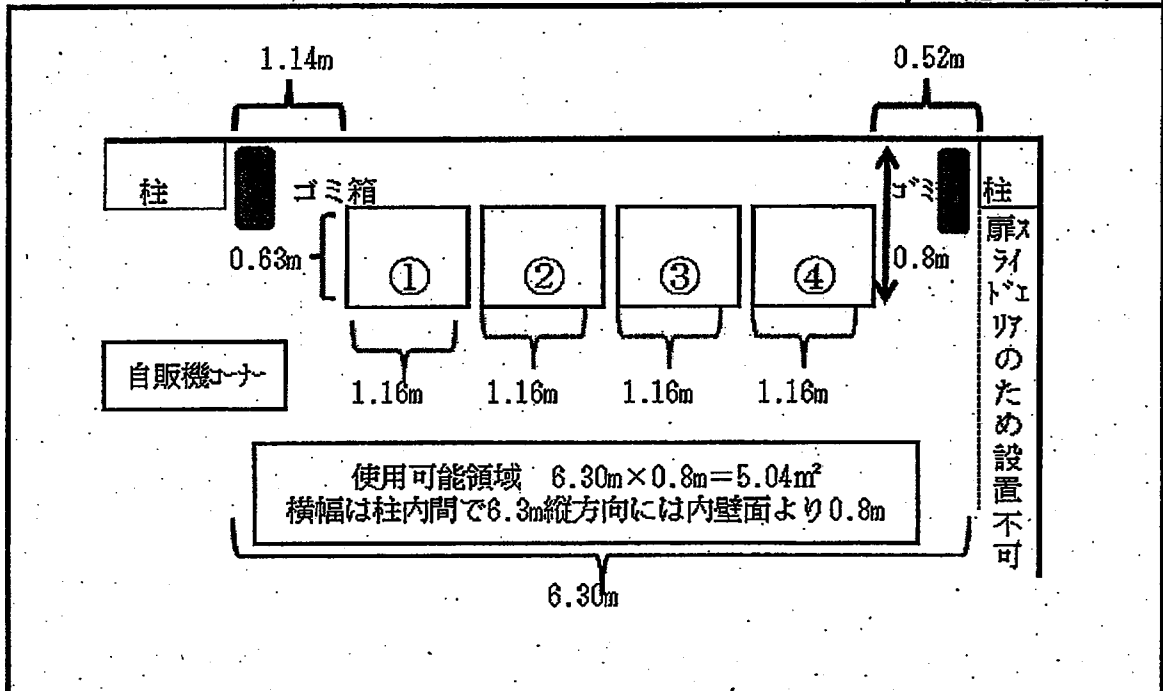 1.14m
0.52m
柱
ゴミ箱
ゴミ
柱
0.63m
①
②
③
④
0.8m
扉スライドエリアのため設置不可
自販機コーナー
1.16m
1.16m
1.16m
1.16m
使用可能領域 6.30m×0.8m=5.04㎡
横幅は柱内間で6.3m縦方向には内壁面より0.8m
6.30m